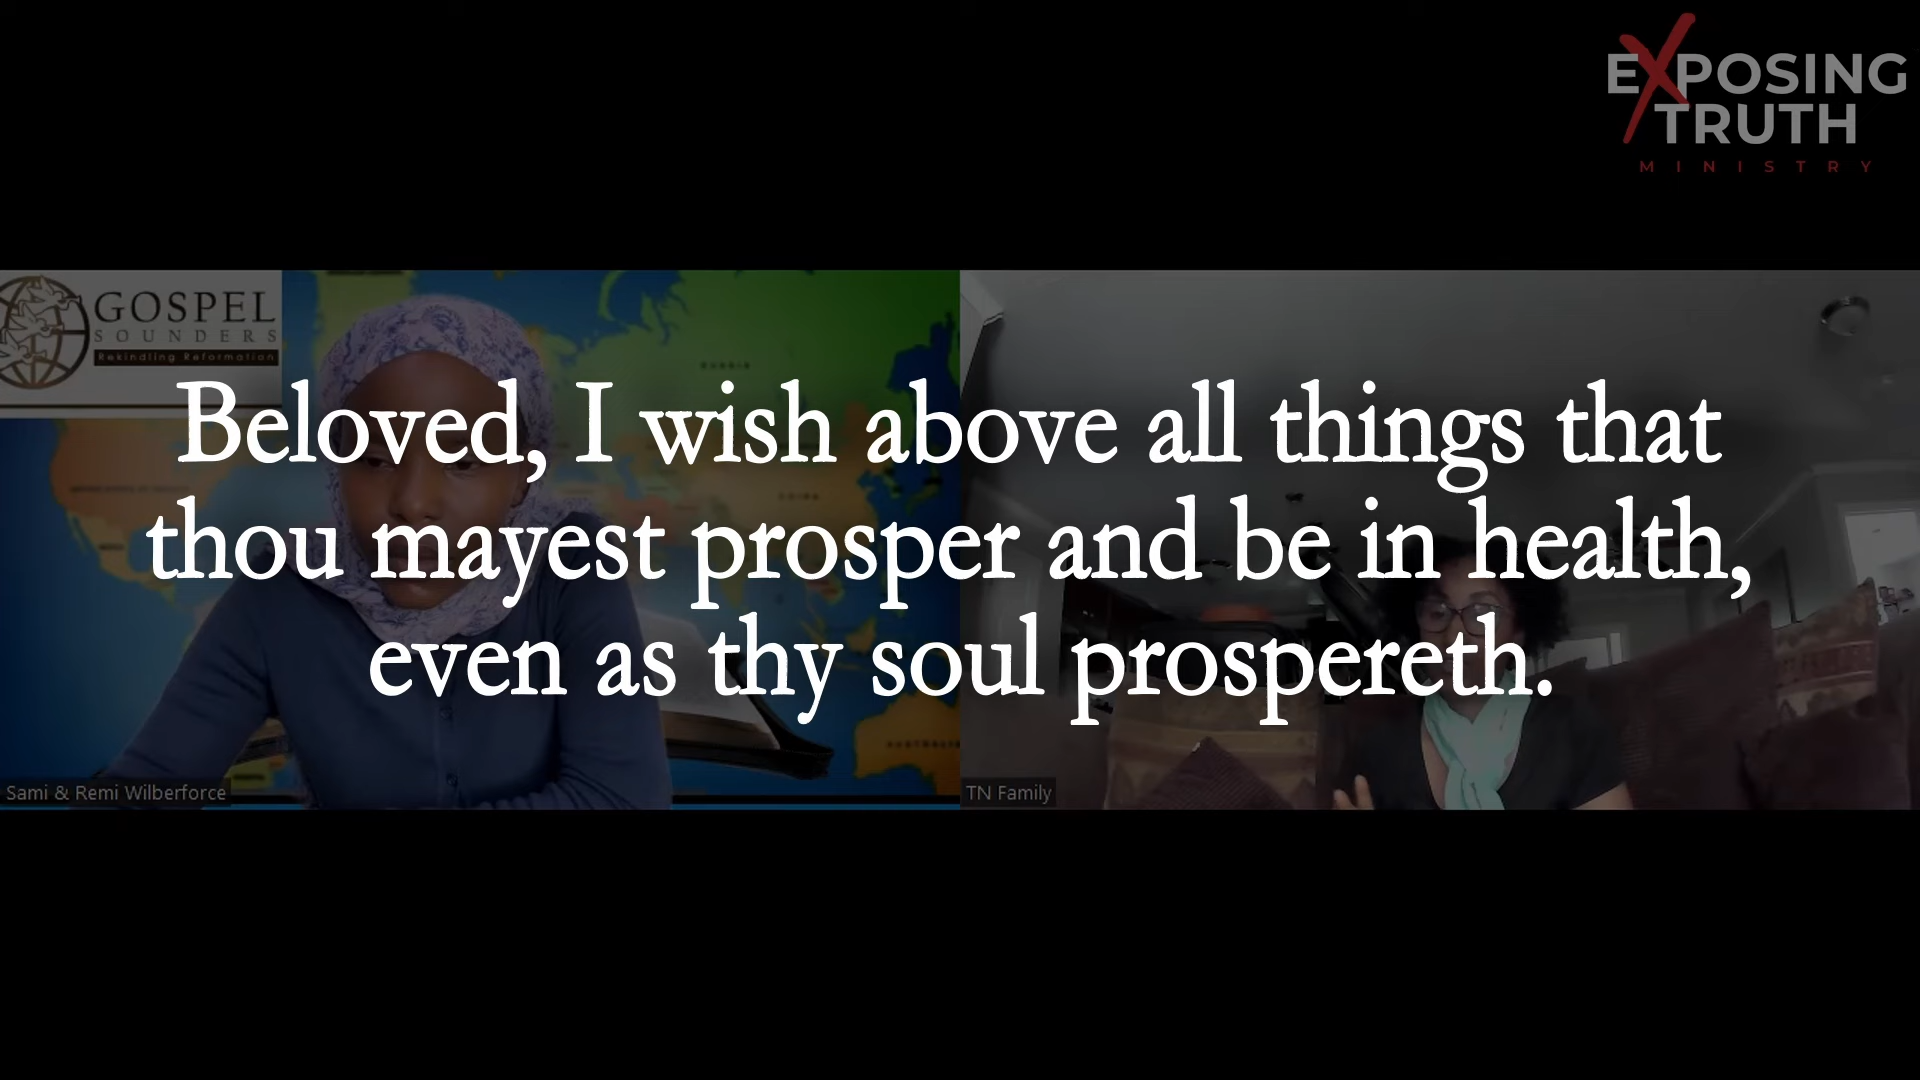 EXPOSING
TRUTH
MINISTRY
GOSPEL
SOUNDERS
Rekindling Reformation
Beloved, I wish above all things that
thou mayest prosper and be in health,
even as thy soul prospereth.
Sami & Remi Wilberforce
TN Family